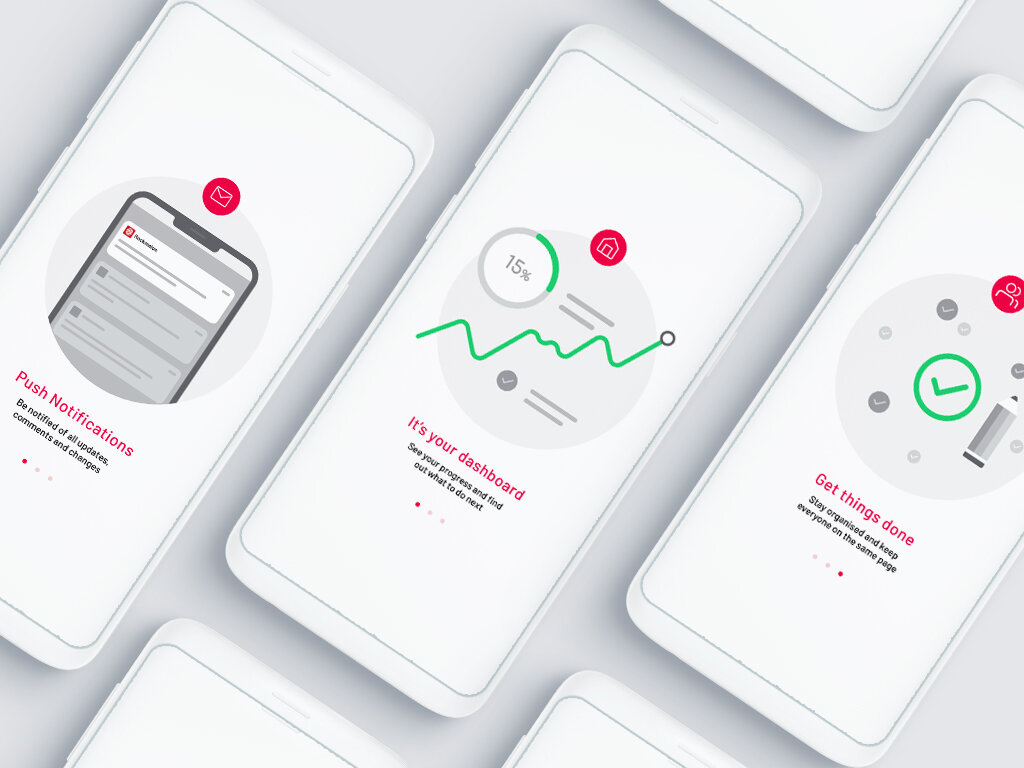 Push Notifications
Be notified of all updates,
comments and changes
15%
It's your dashboard
See your progress and find
out what to do next
Get things done
Stay organised and keep
everyone on the same page